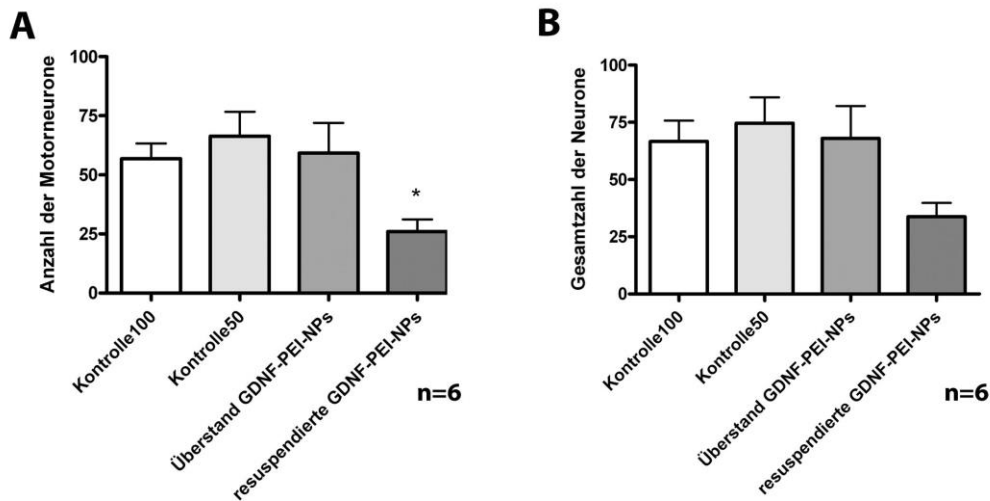 A
Anzahl der Motorneurone
100
75
50
25
0
*
Kontrolle100
Kontrolle50
Überstand GDNF-PEI-NPs
resuspendierte GDNF-PEI-NPs
n=6
B
Gesamtzahl der Neurone
100
75
50
25
0
Kontrolle100
Kontrolle50
Überstand GDNF-PEI-NPs
resuspendierte GDNF-PEI-NPs
n=6